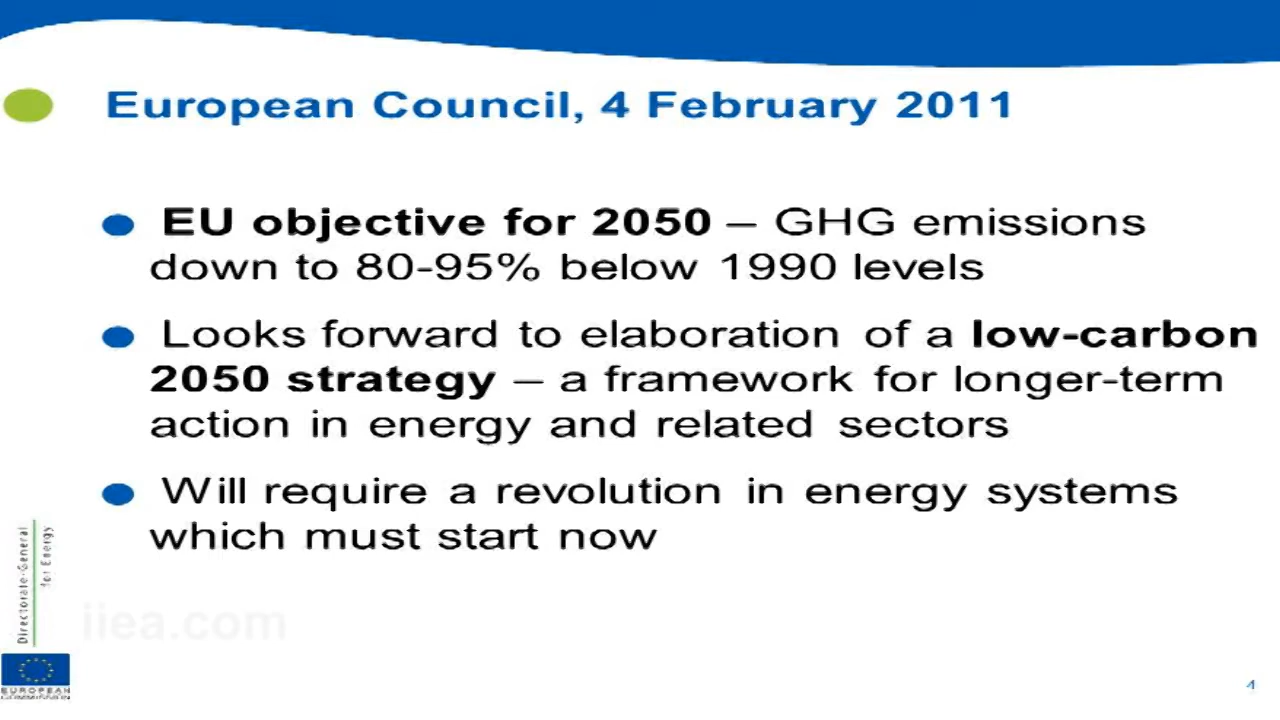 European Council, 4 February 2011
EU objective for 2050 – GHG emissions
down to 80-95% below 1990 levels
Looks forward to elaboration of a low-carbon
2050 strategy – a framework for longer-term
action in energy and related sectors
Will require a revolution in energy systems
which must start now
Directorate-General
for Energy
iiea.com
EUROPEAN
COMMISSION
4